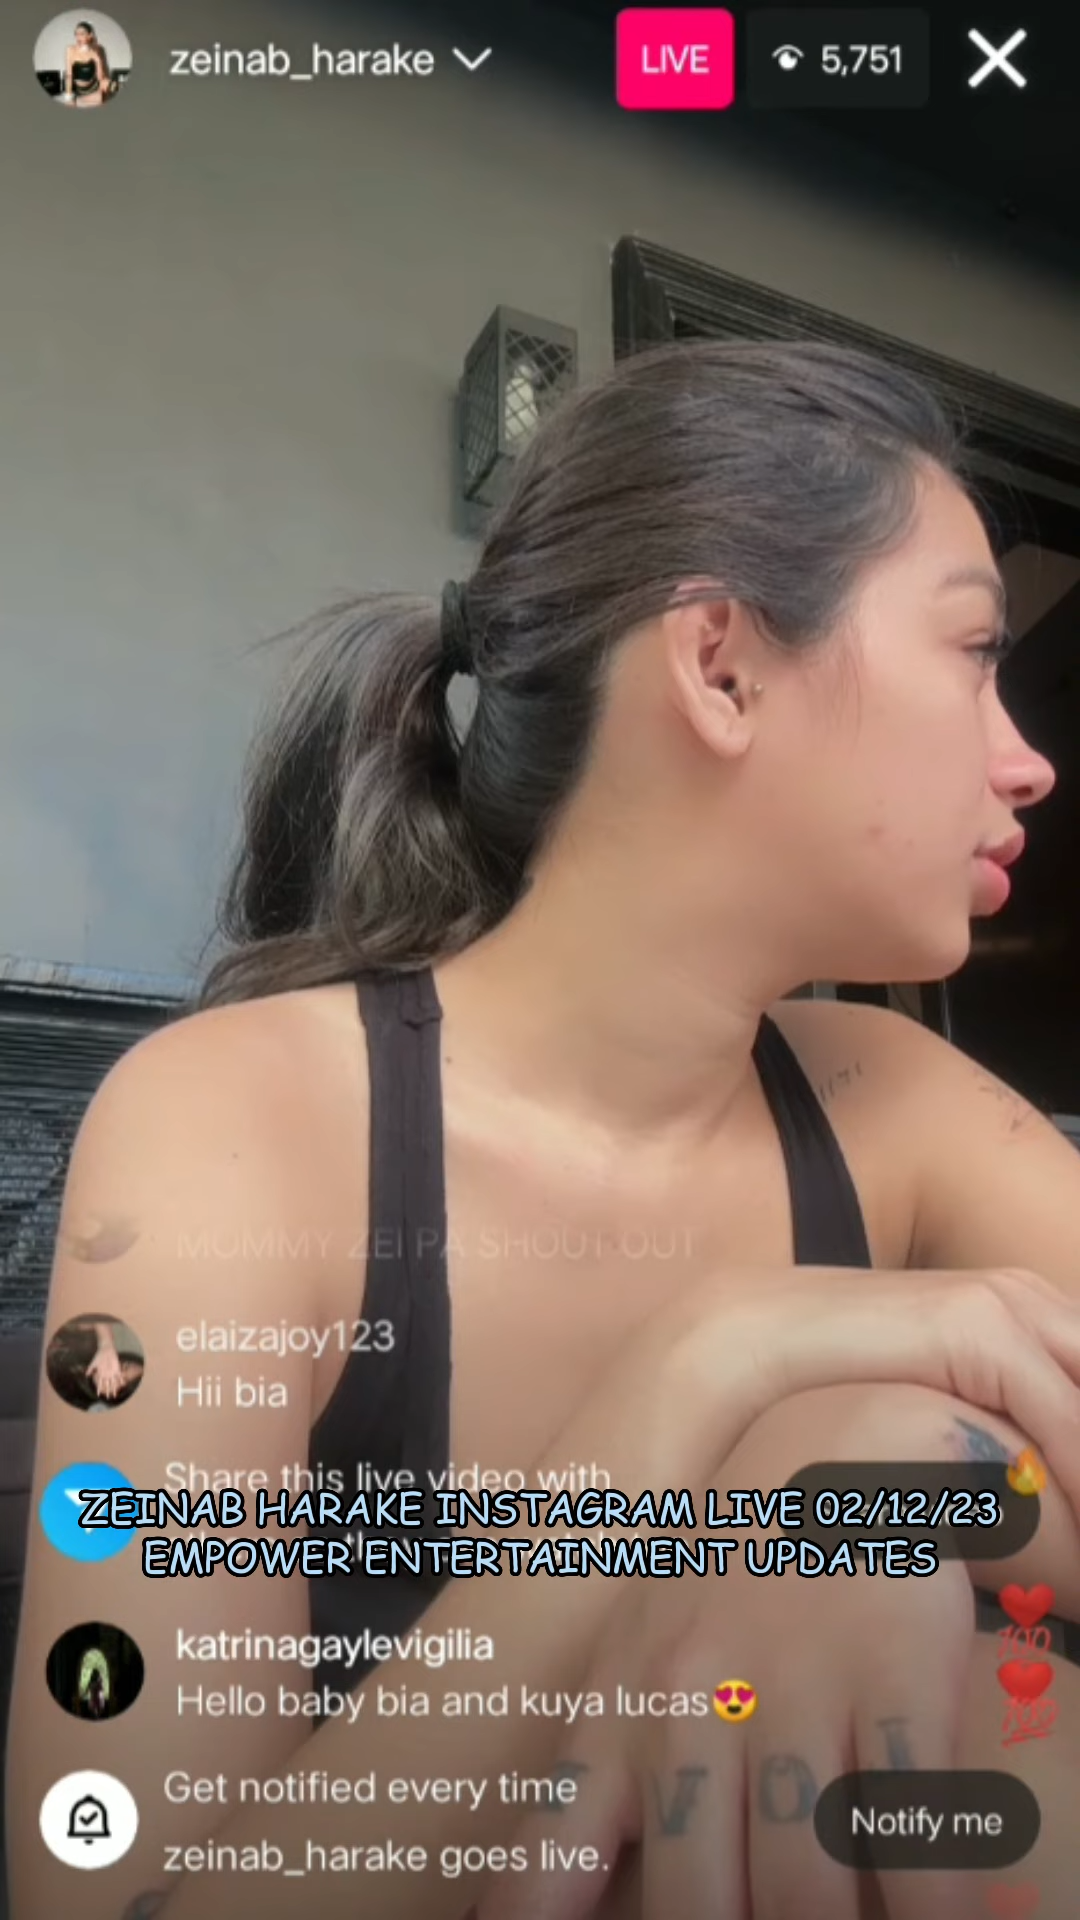 zeinab_harake
LIVE
5,751
MOMMY ZEI PA SHOUT OUT
elaizajoy123
Hii bia
Share this live video with
ZEINAB HARAKE INSTAGRAM LIVE 02/12/23
EMPOWER ENTERTAINMENT UPDATES
katrinagaylevigilia
Hello baby bia and kuya lucas😍
Get notified every time
zeinab_harake goes live.
Notify me